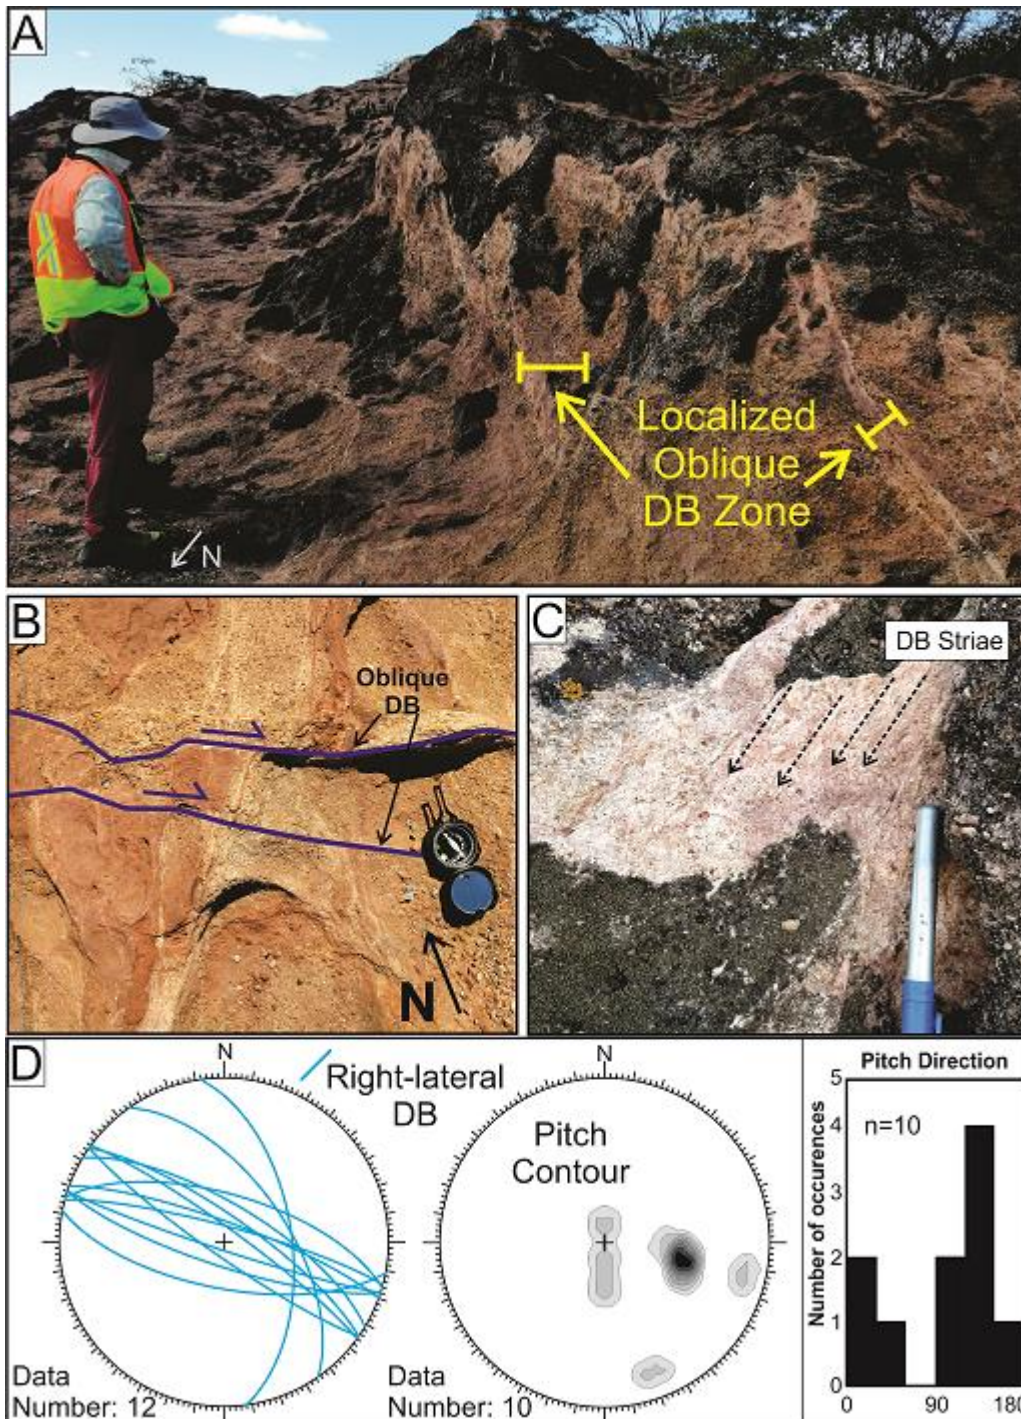 A
Localized
Oblique
DB Zone
N
B
Oblique
DB
N
C
DB Striae
D
N
Right-lateral
DB
Data
Number: 12
N
Pitch
Contour
Data
Number: 10
Pitch Direction
Number of occurences
5
4
3
2
1
0
n=10
0
90
180